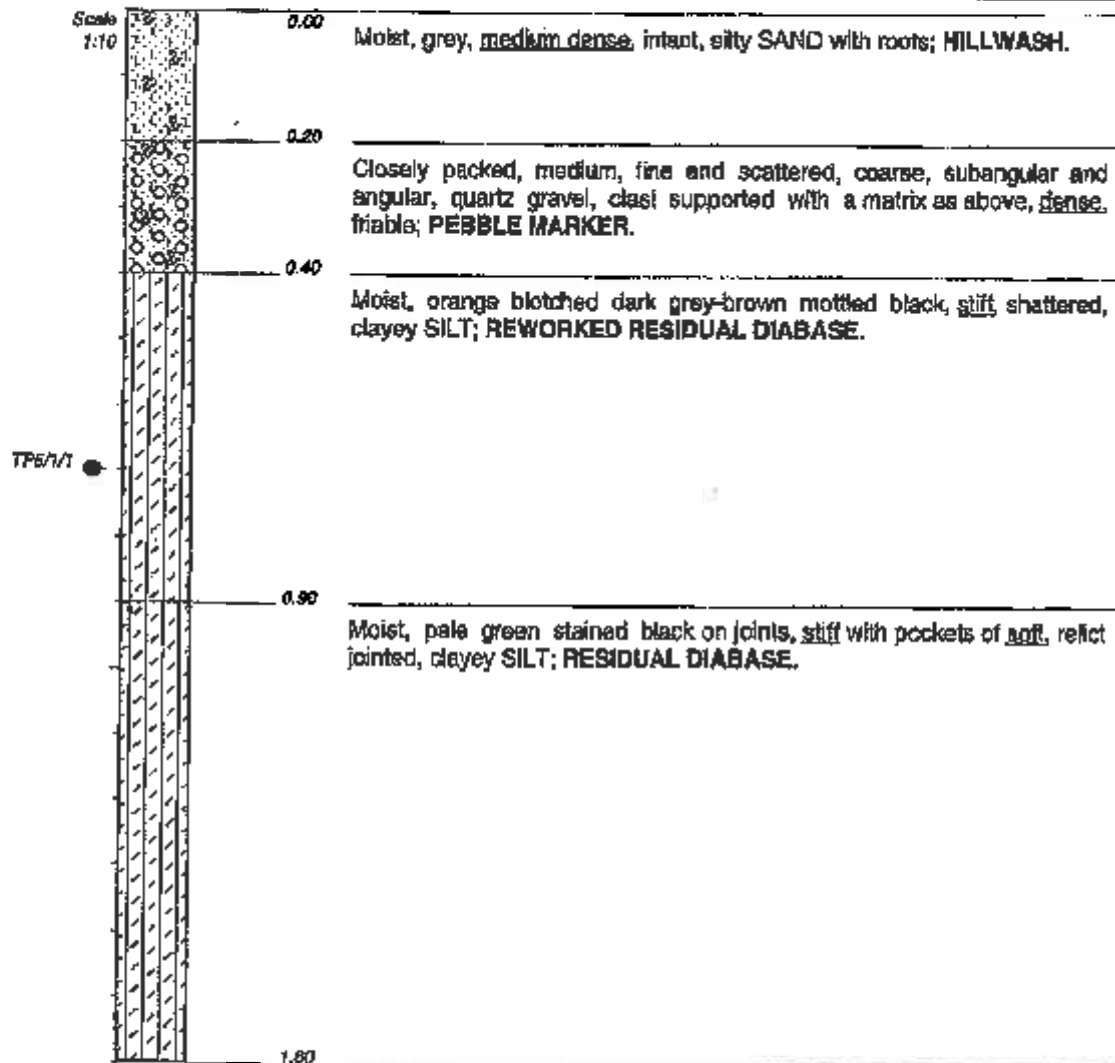 Scale
1:10
0.00
Moist, grey, medium dense, intact, silty SAND with roots; HILLWASH.
0.20
Closely packed, medium, fine and scattered, coarse, subangular and
angular, quartz gravel, clast supported with a matrix as above, dense,
friable; PEBBLE MARKER.
0.40
Moist, orange blotched dark grey-brown mottled black, stiff, shattered,
clayey SILT; REWORKED RESIDUAL DIABASE.
0.90
Moist, pale green stained black on joints, stiff with pockets of soft, relict
jointed, clayey SILT; RESIDUAL DIABASE.
1.60